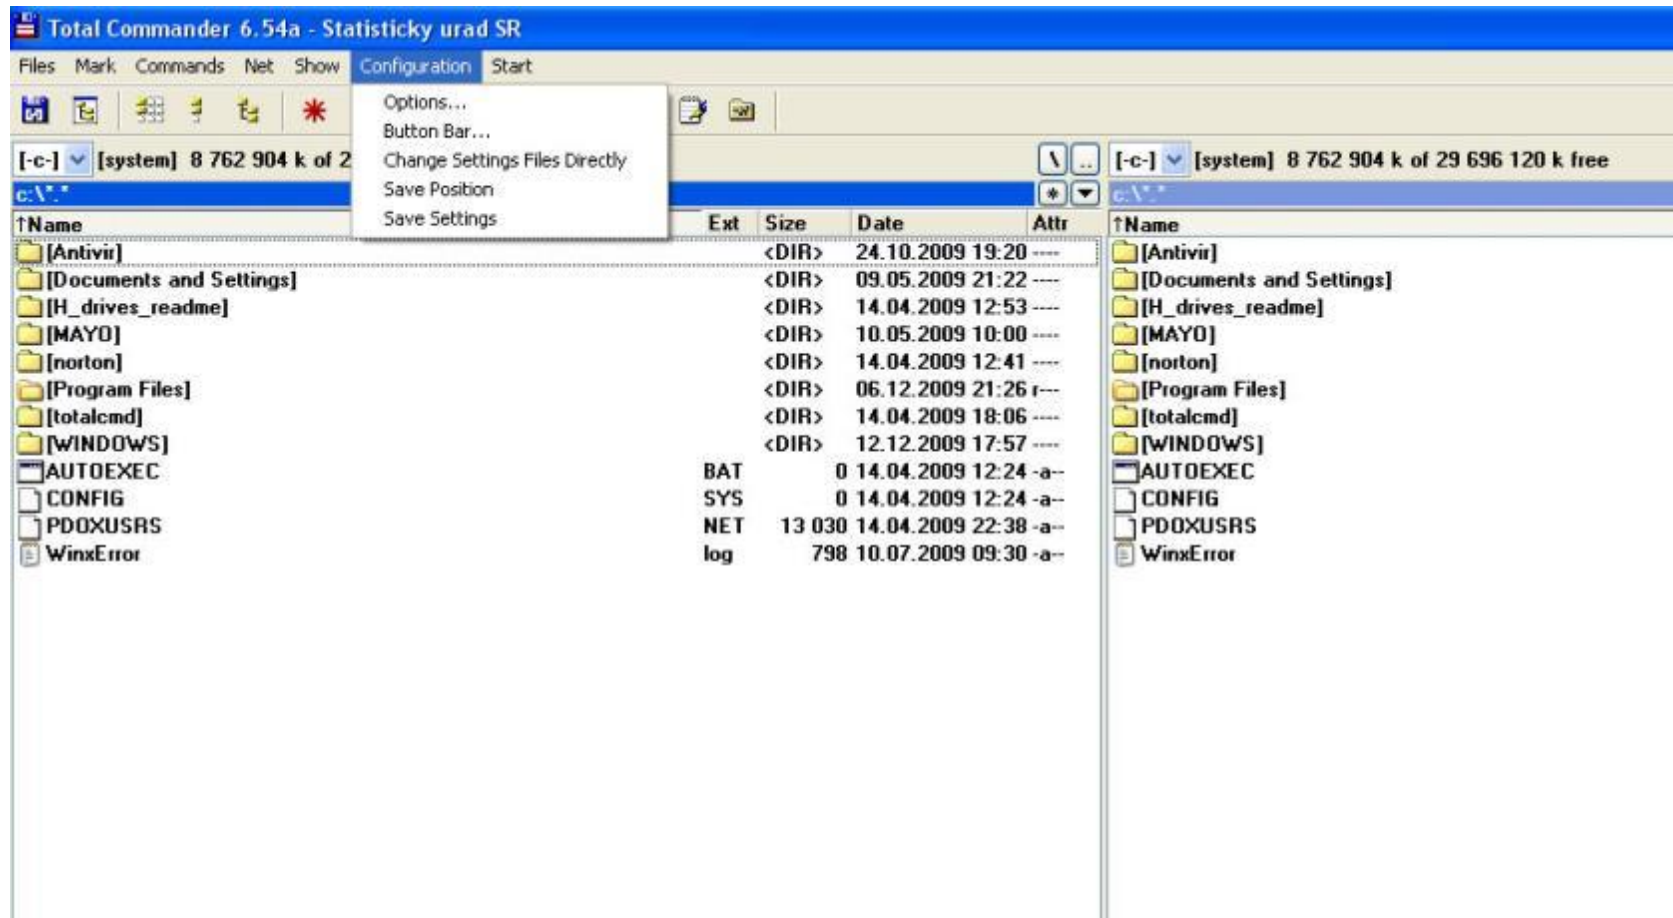 Total Commander 6.54a - Statisticky urad SR
Files Mark Commands Net Show Configuration Start
Options...
Button Bar...
Change Settings Files Directly
Save Position
Save Settings
[-c-] [system] 8 762 904 k of 2 \ .. [-c-] [system] 8 762 904 k of 29 696 120 k free
c:\*.* * c:\*.*
↑Name Ext Size Date Attr ↑Name
[Antivir] <DIR> 24.10.2009 19:20 ---- [Antivir]
[Documents and Settings] <DIR> 09.05.2009 21:22 ---- [Documents and Settings]
[H_drives_readme] <DIR> 14.04.2009 12:53 ---- [H_drives_readme]
[MAYO] <DIR> 10.05.2009 10:00 ---- [MAYO]
[norton] <DIR> 14.04.2009 12:41 ---- [norton]
[Program Files] <DIR> 06.12.2009 21:26 r--- [Program Files]
[totalcmd] <DIR> 14.04.2009 18:06 ---- [totalcmd]
[WINDOWS] <DIR> 12.12.2009 17:57 ---- [WINDOWS]
AUTOEXEC BAT 0 14.04.2009 12:24 -a-- AUTOEXEC
CONFIG SYS 0 14.04.2009 12:24 -a-- CONFIG
PDOXUSRS NET 13 030 14.04.2009 22:38 -a-- PDOXUSRS
WinxError log 798 10.07.2009 09:30 -a-- WinxError